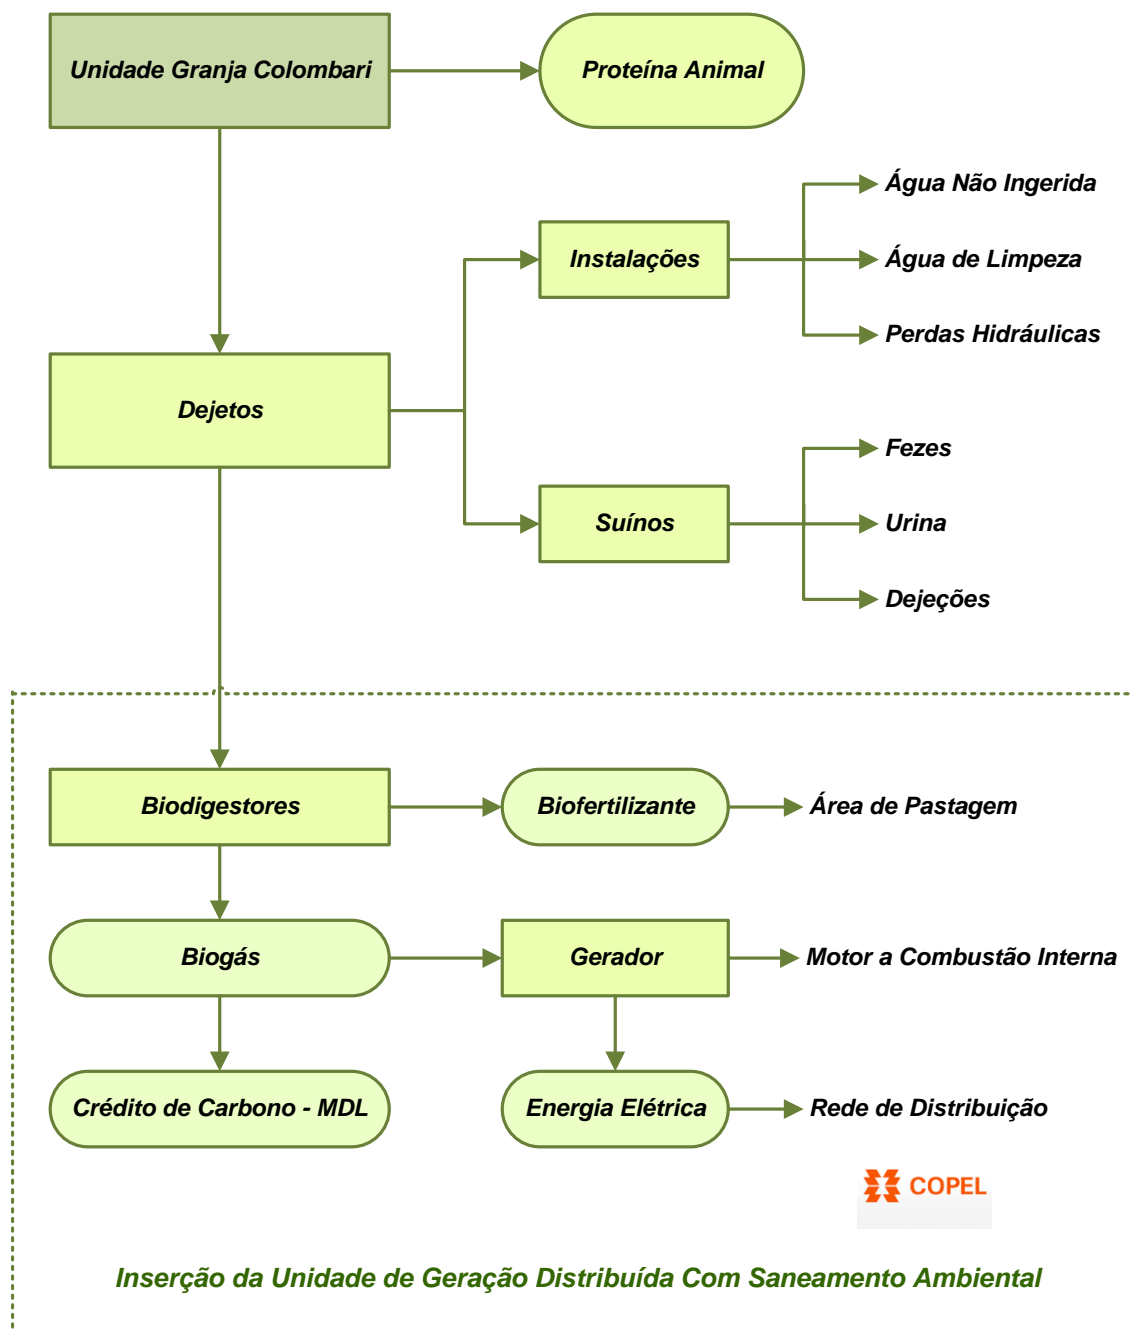 Unidade Granja Colombari
Proteína Animal
Água Não Ingerida
Instalações
Água de Limpeza
Perdas Hidráulicas
Dejetos
Fezes
Suínos
Urina
Dejeções
Biodigestores
Biofertilizante
Área de Pastagem
Biogás
Gerador
Motor a Combustão Interna
Crédito de Carbono - MDL
Energia Elétrica
Rede de Distribuição
COPEL
Inserção da Unidade de Geração Distribuída Com Saneamento Ambiental